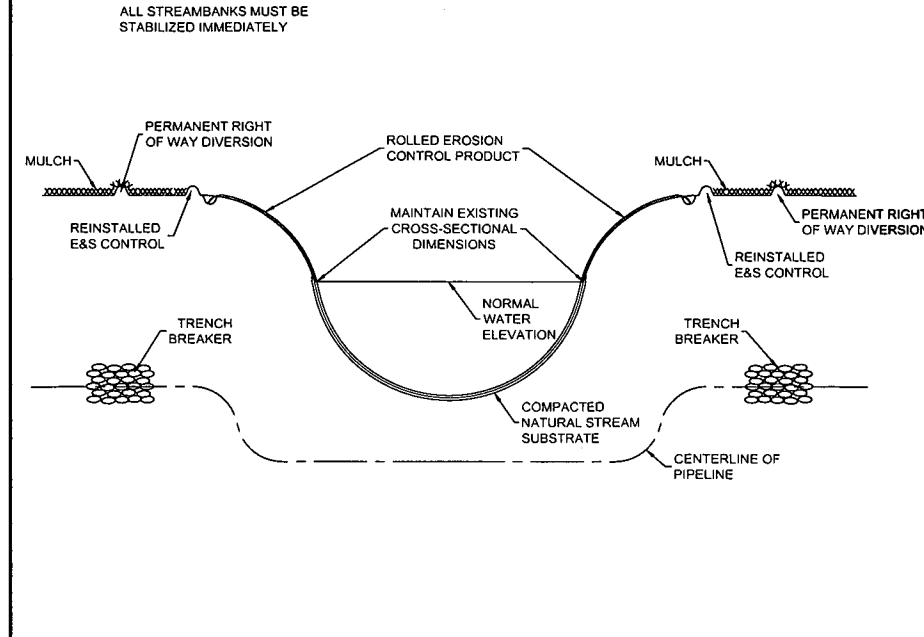 ALL STREAMBANKS MUST BE
STABILIZED IMMEDIATELY
PERMANENT RIGHT
OF WAY DIVERSION
MULCH
REINSTALLED
E&S CONTROL
ROLLED EROSION
CONTROL PRODUCT
MAINTAIN EXISTING
CROSS-SECTIONAL
DIMENSIONS
MULCH
PERMANENT RIGHT
OF WAY DIVERSION
REINSTALLED
E&S CONTROL
NORMAL
WATER
ELEVATION
TRENCH
BREAKER
TRENCH
BREAKER
COMPACTED
NATURAL STREAM
SUBSTRATE
CENTERLINE OF
PIPELINE